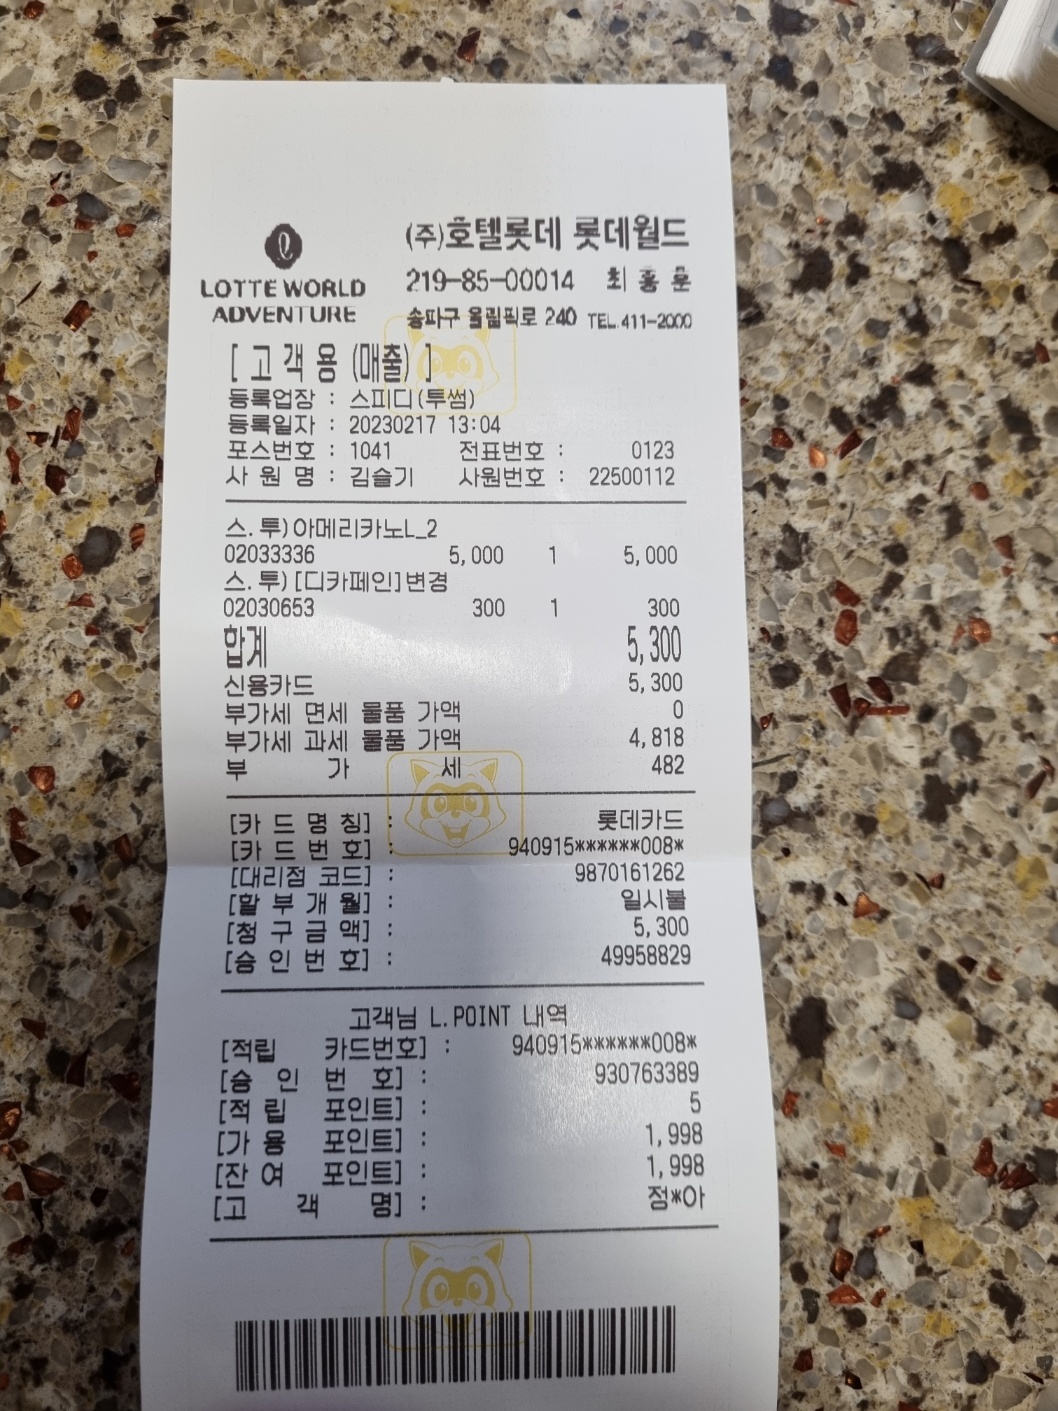 (주)호텔롯데 롯데월드
LOTTE WORLD
ADVENTURE
219-85-00014 최 홍 훈
송파구 올림픽로 240 TEL.411-2000
[ 고 객 용 (매출) ]
등록업장 : 스피디(투썸)
등록일자 : 20230217 13:04
포스번호 : 1041 전표번호 : 0123
사 원 명 : 김슬기 사원번호 : 22500112
스.투)아메리카노L_2
02033336 5,000 1 5,000
스.투)[디카페인]변경
02030653 300 1 300
합계 5,300
신용카드 5,300
부가세 면세 물품 가액 0
부가세 과세 물품 가액 4,818
부 가 세 482
[카 드 명 칭] : 롯데카드
[카 드 번 호] : 940915******008*
[대리점 코드] : 9870161262
[할 부 개 월] : 일시불
[청 구 금 액] : 5,300
[승 인 번 호] : 49958829
고객님 L.POINT 내역
[적립 카드번호] : 940915******008*
[승 인 번 호] : 930763389
[적 립 포인트] : 5
[가 용 포인트] : 1,998
[잔 여 포인트] : 1,998
[고 객 명] : 정*아